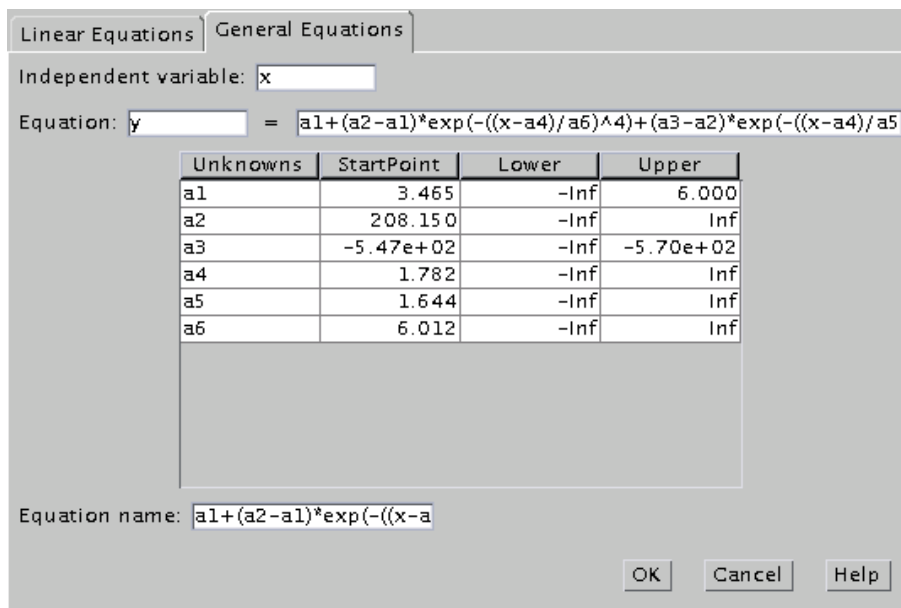 Linear Equations General Equations
Independent variable: x
Equation: y = a1+(a2-a1)*exp(-((x-a4)/a6)^4)+(a3-a2)*exp(-((x-a4)/a5
Unknowns StartPoint Lower Upper
a1 3.465 -Inf 6.000
a2 208.150 -Inf Inf
a3 -5.47e+02 -Inf -5.70e+02
a4 1.782 -Inf Inf
a5 1.644 -Inf Inf
a6 6.012 -Inf Inf
Equation name: a1+(a2-a1)*exp(-((x-a
OK Cancel Help